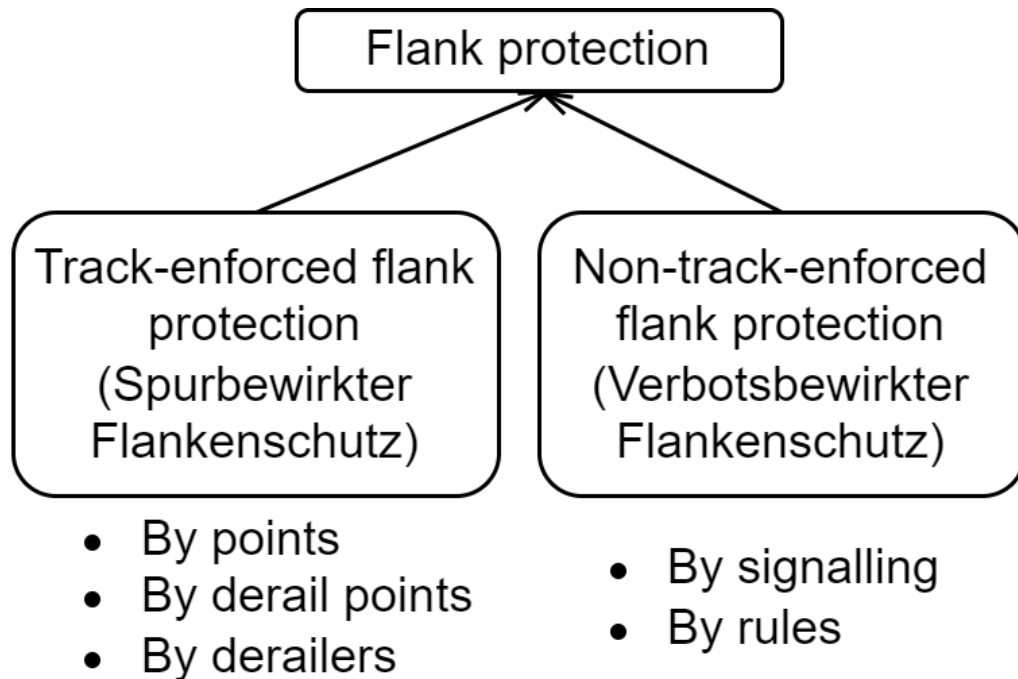 Flank protection
Track-enforced flank
protection
(Spurbewirkter
Flankenschutz)
Non-track-enforced
flank protection
(Verbotsbewirkter
Flankenschutz)
• By points
• By derail points
• By derailers
• By signalling
• By rules